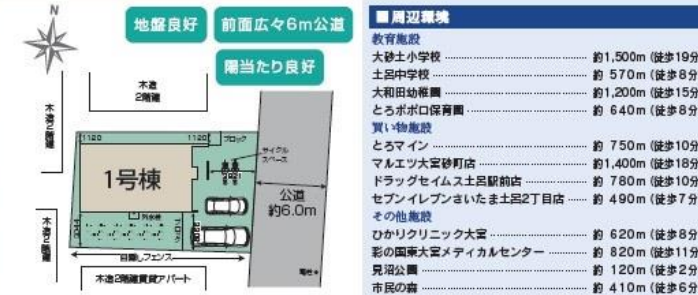 N
地盤良好
前面広々6m公道
陽当たり良好
木造
2階建
木造2階建
1120
1120
ブロック
サイクル
スペース
1号棟
公道
約6.0m
木造2階建
目隠しフェンス
木造2階建賃貸アパート
■周辺環境
教育施設
大砂土小学校 約1,500m (徒歩19分
土呂中学校 約 570m (徒歩8分
大和田幼稚園 約1,200m (徒歩15分
とろポポロ保育園 約 640m (徒歩8分
買い物施設
とろマイン 約 750m (徒歩10分
マルエツ大宮砂町店 約1,400m (徒歩18分
ドラッグセイムス土呂駅前店 約 780m (徒歩10分
セブンイレブンさいたま土呂2丁目店 約 490m (徒歩7分
その他施設
ひかりクリニック大宮 約 620m (徒歩8分
彩の国東大宮メディカルセンター 約 820m (徒歩11分
見沼公園 約 120m (徒歩2分
市民の森 約 410m (徒歩6分